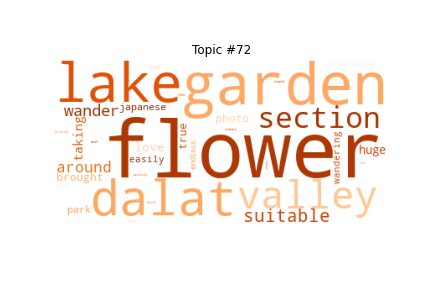 Topic #72
lake garden
wander japanese section
flower
taking true photo
love easily endless wandering huge
around
brought
dalat valley
park suitable